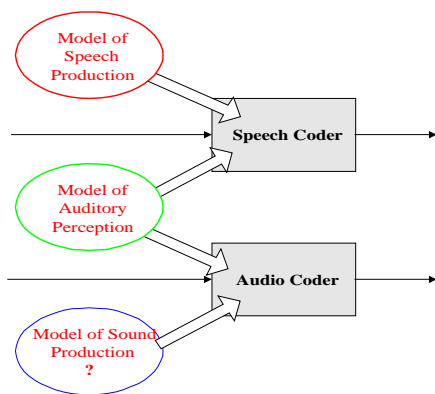 Model of
Speech
Production
Speech Coder
Model of
Auditory
Perception
Audio Coder
Model of Sound
Production
?